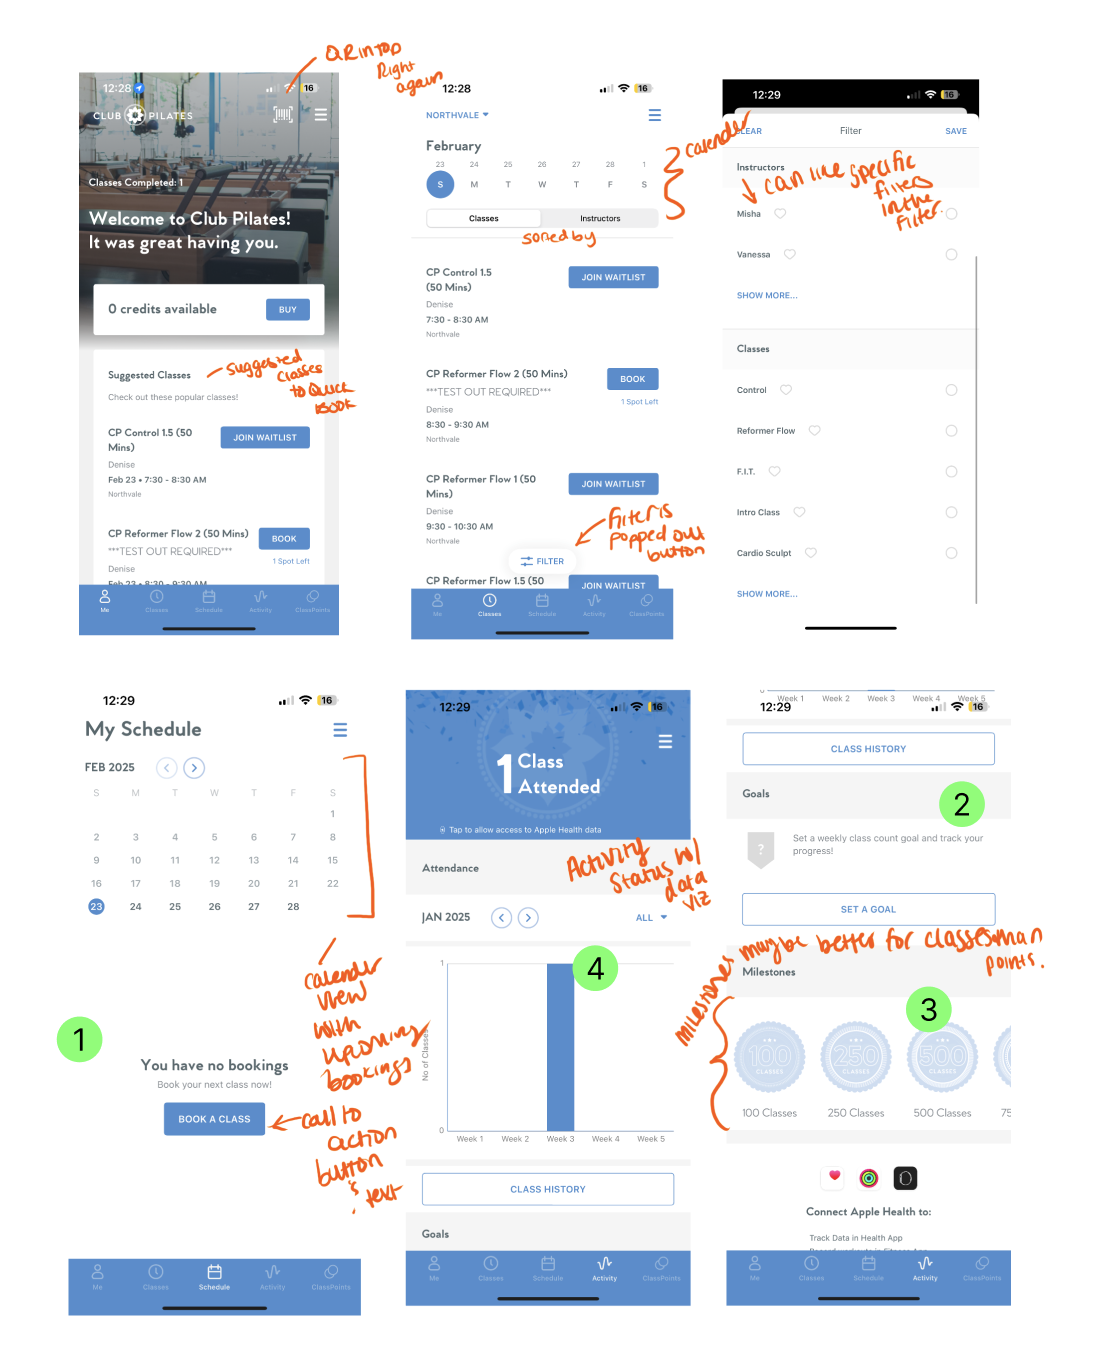 QR in top
Right
again
12:28
16
CLUB PILATES
Classes Completed: 1
Welcome to Club Pilates!
It was great having you.
0 credits available
BUY
Suggested Classes
Suggested
Classes
to Quick
Book
Check out these popular classes!
CP Control 1.5 (50
Mins)
JOIN WAITLIST
Denise
Feb 23 • 7:30 - 8:30 AM
Northvale
CP Reformer Flow 2 (50 Mins)
BOOK
***TEST OUT REQUIRED***
1 Spot Left
Denise
Feb 23 • 8:30 - 9:30 AM
Me
Classes
Schedule
Activity
ClassPoints
12:28
16
NORTHVALE
February
23 24 25 26 27 28 1
S M T W T F S
calender
Classes
Instructors
sorted by
CP Control 1.5
(50 Mins)
JOIN WAITLIST
Denise
7:30 - 8:30 AM
Northvale
CP Reformer Flow 2 (50 Mins)
BOOK
***TEST OUT REQUIRED***
1 Spot Left
Denise
8:30 - 9:30 AM
Northvale
CP Reformer Flow 1 (50
Mins)
JOIN WAITLIST
Denise
9:30 - 10:30 AM
Northvale
Filter is
popped out
button
FILTER
CP Reformer Flow 1.5 (50
JOIN WAITLIST
Me
Classes
Schedule
Activity
ClassPoints
12:29
16
CLEAR
Filter
SAVE
Instructors
can like specific
filters
in the
filter.
Misha
Vanessa
SHOW MORE...
Classes
Control
Reformer Flow
F.I.T.
Intro Class
Cardio Sculpt
SHOW MORE...
12:29
16
My Schedule
FEB 2025
S M T W T F S
1
2 3 4 5 6 7 8
9 10 11 12 13 14 15
16 17 18 19 20 21 22
23 24 25 26 27 28
calender
view
with
upcoming
bookings
1
You have no bookings
Book your next class now!
BOOK A CLASS
call to
action
button
text
Me
Classes
Schedule
Activity
ClassPoints
12:29
16
1 Class
Attended
Tap to allow access to Apple Health data
Attendance
Activity
Status w/
data
viz
JAN 2025
ALL
4
1
No of Classes
0
Week 1 Week 2 Week 3 Week 4 Week 5
CLASS HISTORY
Goals
Me
Classes
Schedule
Activity
ClassPoints
0
Week 1 Week 2 Week 3 Week 4 Week 5
12:29
16
CLASS HISTORY
Goals
2
?
Set a weekly class count goal and track your
progress!
SET A GOAL
milestones may be better for classes than
points.
Milestones
3
100
CLASSES
250
CLASSES
500
CLASSES
100 Classes
250 Classes
500 Classes
75
Connect Apple Health to:
Track Data in Health App
Record workouts in Fitness App
Me
Classes
Schedule
Activity
ClassPoints